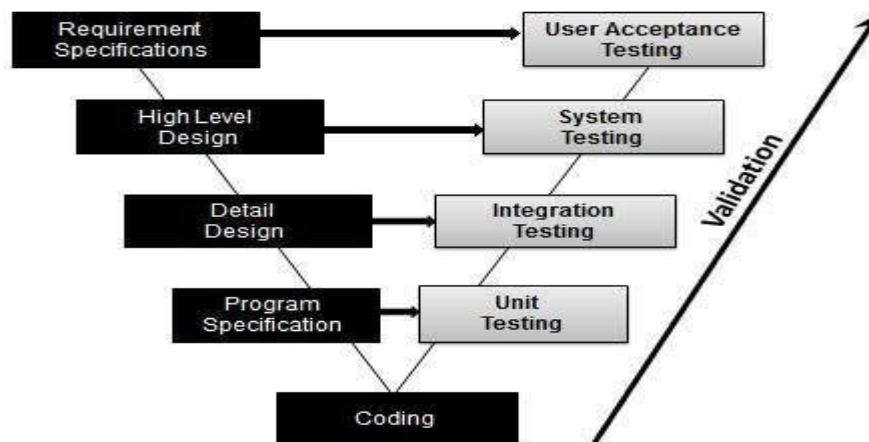 Requirement
Specifications
User Acceptance
Testing
High Level
Design
System
Testing
Detail
Design
Integration
Testing
Program
Specification
Unit
Testing
Coding
Validation